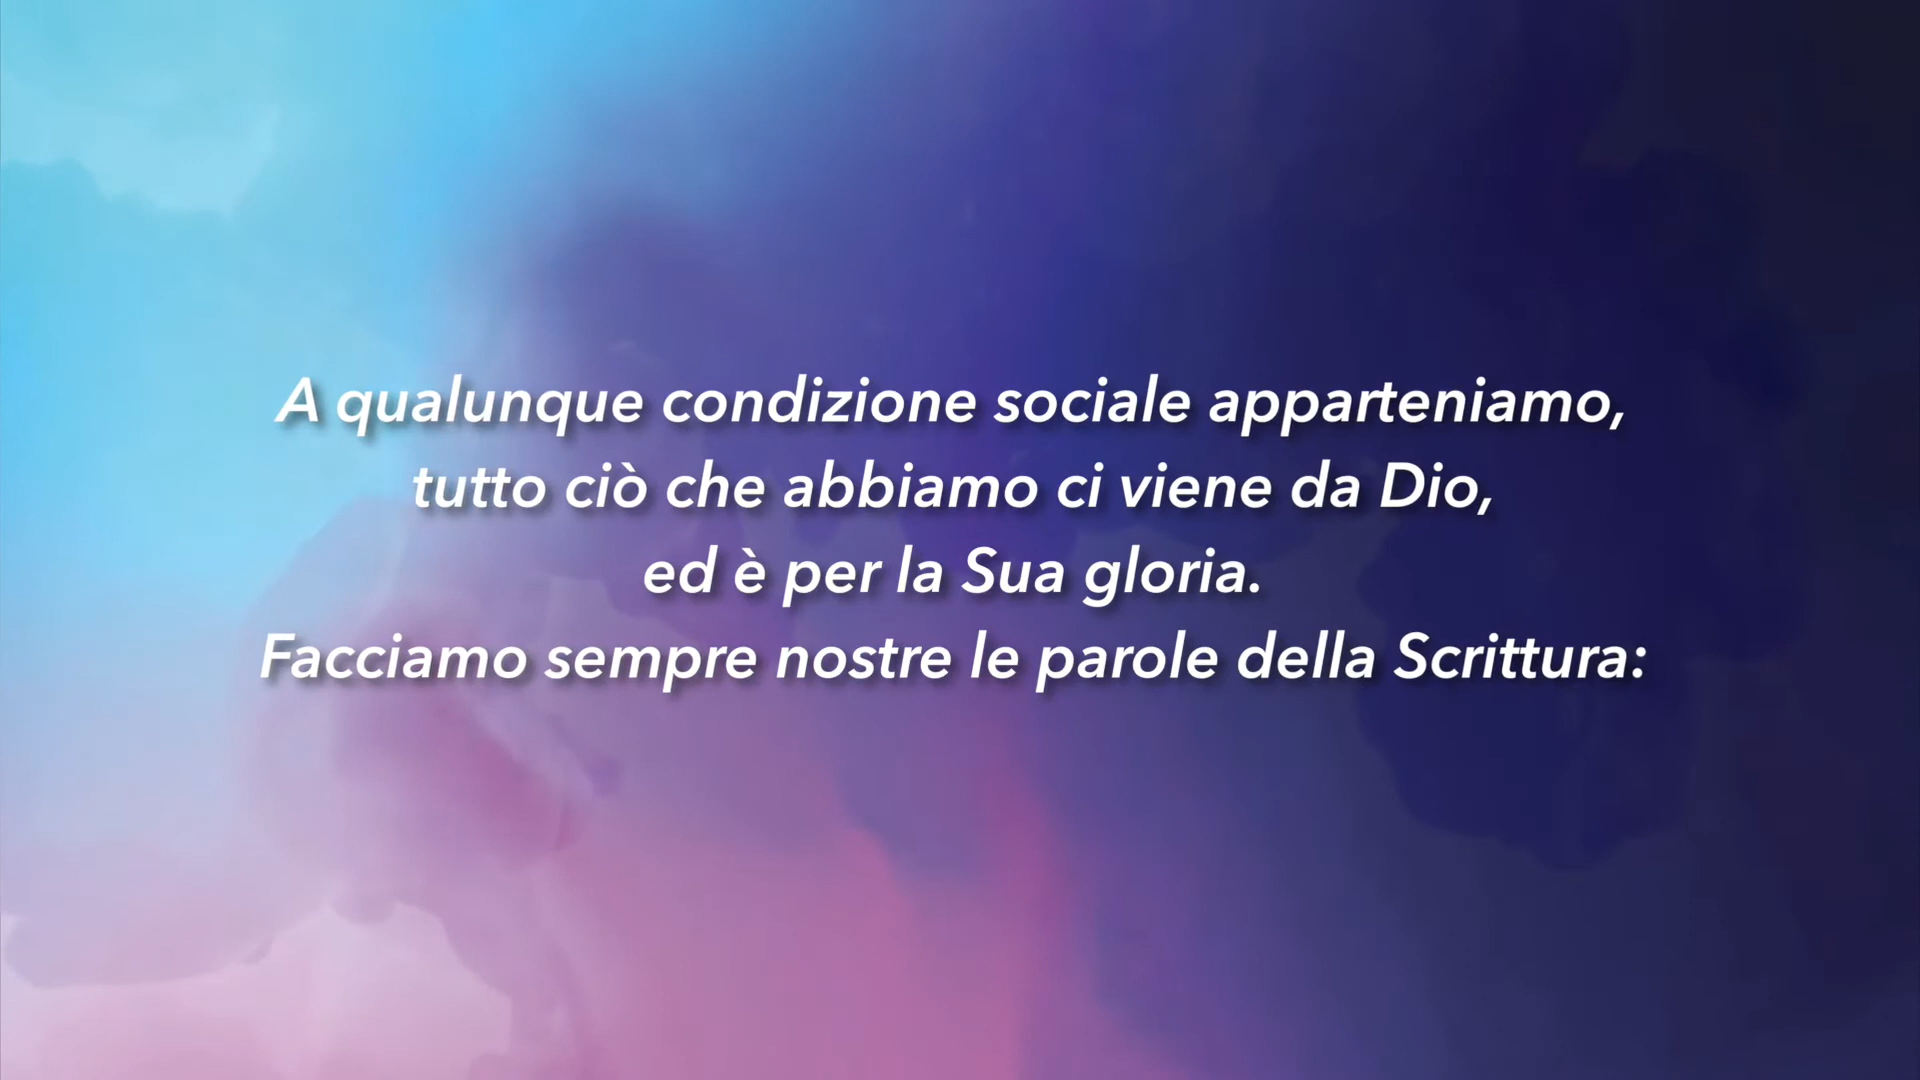 A qualunque condizione sociale apparteniamo,
tutto ciò che abbiamo ci viene da Dio,
ed è per la Sua gloria.
Facciamo sempre nostre le parole della Scrittura: